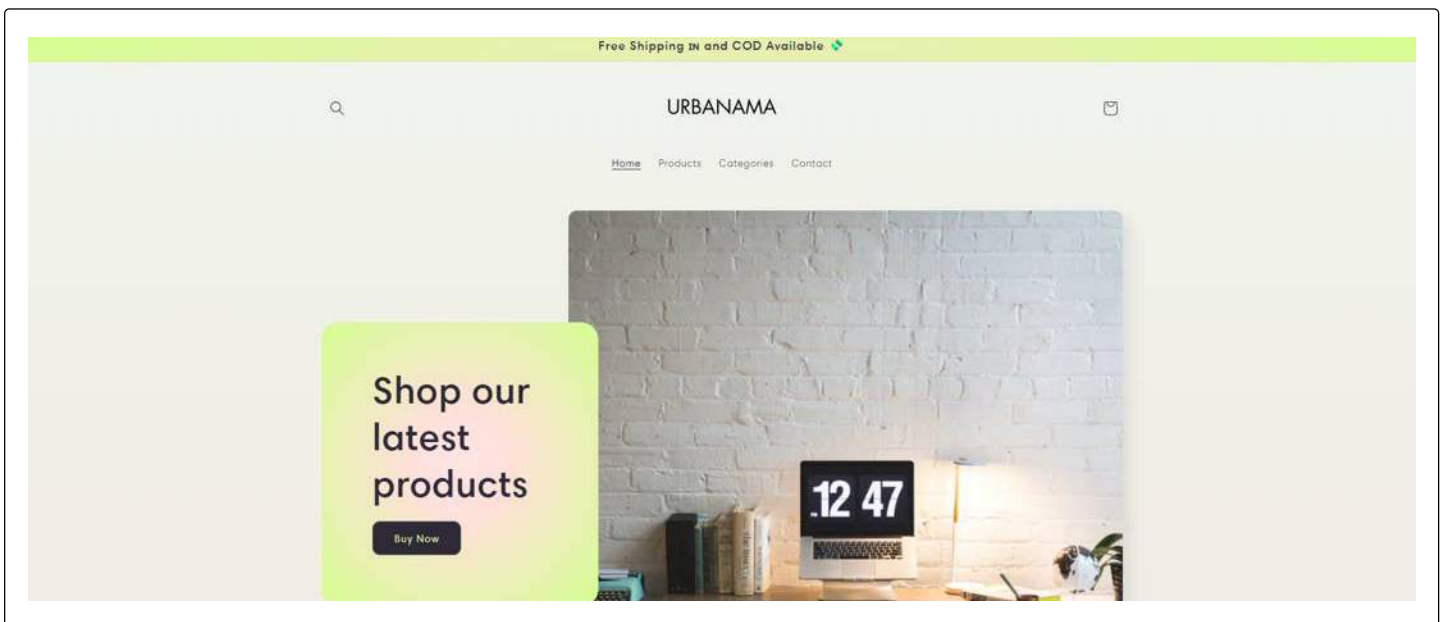 Free Shipping IN and COD Available
URBANAMA
Home Products Categories Contact
Shop our
latest
products
Buy Now
12 47